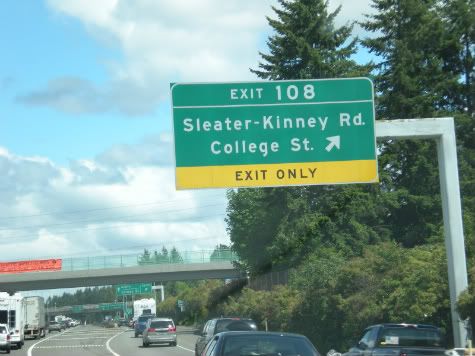 EXIT 108
Sleater-Kinney Rd.
College St.
EXIT ONLY